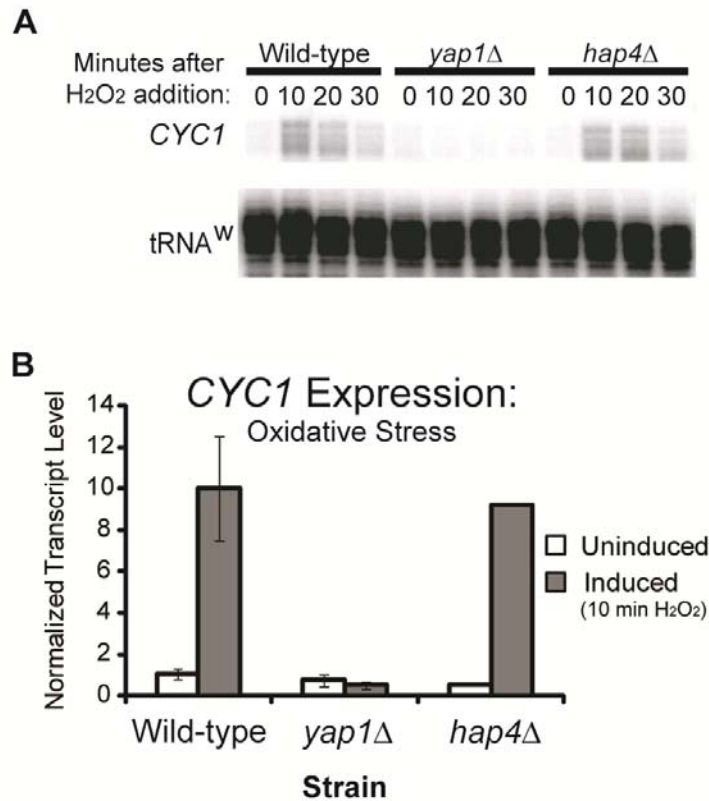 A
Minutes after
H2O2 addition:
Wild-type yap1Δ hap4Δ
0 10 20 30 0 10 20 30 0 10 20 30
CYC1
tRNAᵂ
B
CYC1 Expression:
Oxidative Stress
Normalized Transcript Level
14
12
10
8
6
4
2
0
Uninduced
Induced
(10 min H2O2)
Wild-type yap1Δ hap4Δ
Strain